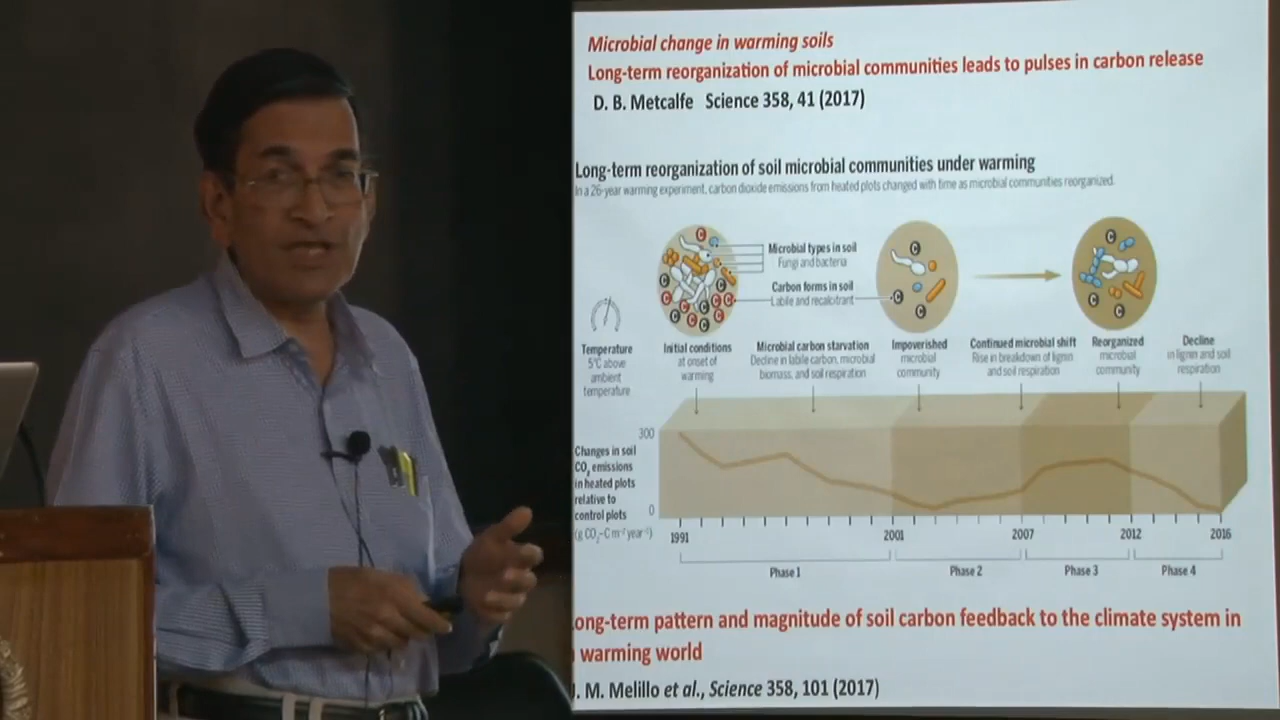 Microbial change in warming soils
Long-term reorganization of microbial communities leads to pulses in carbon release
D. B. Metcalfe Science 358, 41 (2017)
Long-term reorganization of soil microbial communities under warming
In a 26-year warming experiment, carbon dioxide emissions from heated plots changed with time as microbial communities reorganized.
Microbial types in soil
Fungi and bacteria
Carbon forms in soil
Labile and recalcitrant
Temperature
5°C above
ambient
temperature
Initial conditions
at onset of
warming
Microbial carbon starvation
Decline in labile carbon, microbial
biomass, and soil respiration
Impoverished
microbial
community
Continued microbial shift
Rise in breakdown of lignin
and soil respiration
Reorganized
microbial
community
Decline
in lignin and soil
respiration
Changes in soil
CO₂ emissions
in heated plots
relative to
control plots
(g CO₂-C m⁻² year⁻¹)
300
0
1991 2001 2007 2012 2016
Phase 1 Phase 2 Phase 3 Phase 4
ong-term pattern and magnitude of soil carbon feedback to the climate system in
warming world
. M. Melillo et al., Science 358, 101 (2017)